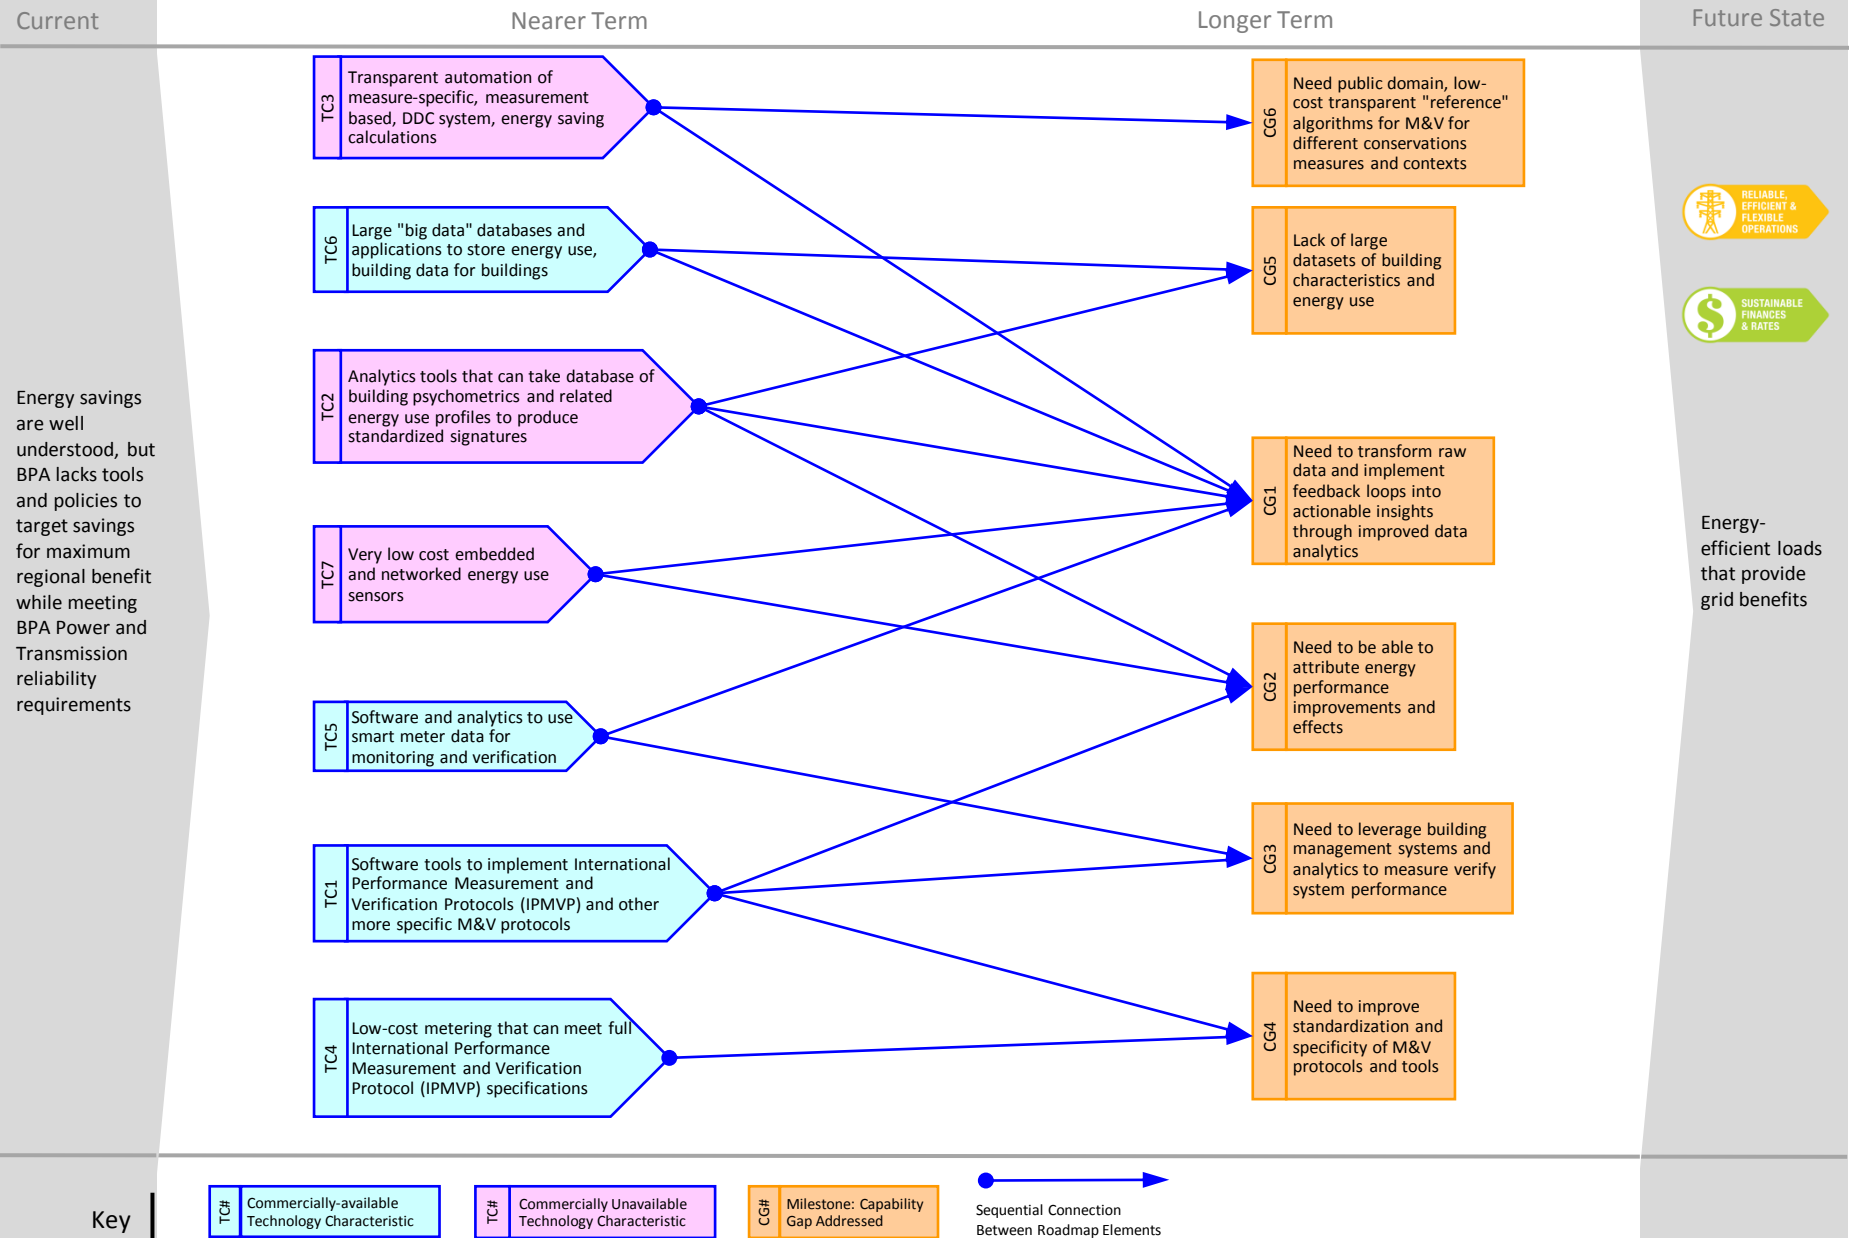 Current
Nearer Term
Longer Term
Future State
Energy savings
are well
understood, but
BPA lacks tools
and policies to
target savings
for maximum
regional benefit
while meeting
BPA Power and
Transmission
reliability
requirements
TC3
Transparent automation of
measure-specific, measurement
based, DDC system, energy saving
calculations
TC6
Large "big data" databases and
applications to store energy use,
building data for buildings
TC2
Analytics tools that can take database of
building psychometrics and related
energy use profiles to produce
standardized signatures
TC7
Very low cost embedded
and networked energy use
sensors
TC5
Software and analytics to use
smart meter data for
monitoring and verification
TC1
Software tools to implement International
Performance Measurement and
Verification Protocols (IPMVP) and other
more specific M&V protocols
TC4
Low-cost metering that can meet full
International Performance
Measurement and Verification
Protocol (IPMVP) specifications
CG6
Need public domain, low-
cost transparent "reference"
algorithms for M&V for
different conservations
measures and contexts
CG5
Lack of large
datasets of building
characteristics and
energy use
CG1
Need to transform raw
data and implement
feedback loops into
actionable insights
through improved data
analytics
CG2
Need to be able to
attribute energy
performance
improvements and
effects
CG3
Need to leverage building
management systems and
analytics to measure verify
system performance
CG4
Need to improve
standardization and
specificity of M&V
protocols and tools
RELIABLE,
EFFICIENT &
FLEXIBLE
OPERATIONS
$
SUSTAINABLE
FINANCES
& RATES
Energy-
efficient loads
that provide
grid benefits
Key
TC#
Commercially-available
Technology Characteristic
TC#
Commercially Unavailable
Technology Characteristic
CG#
Milestone: Capability
Gap Addressed
Sequential Connection
Between Roadmap Elements